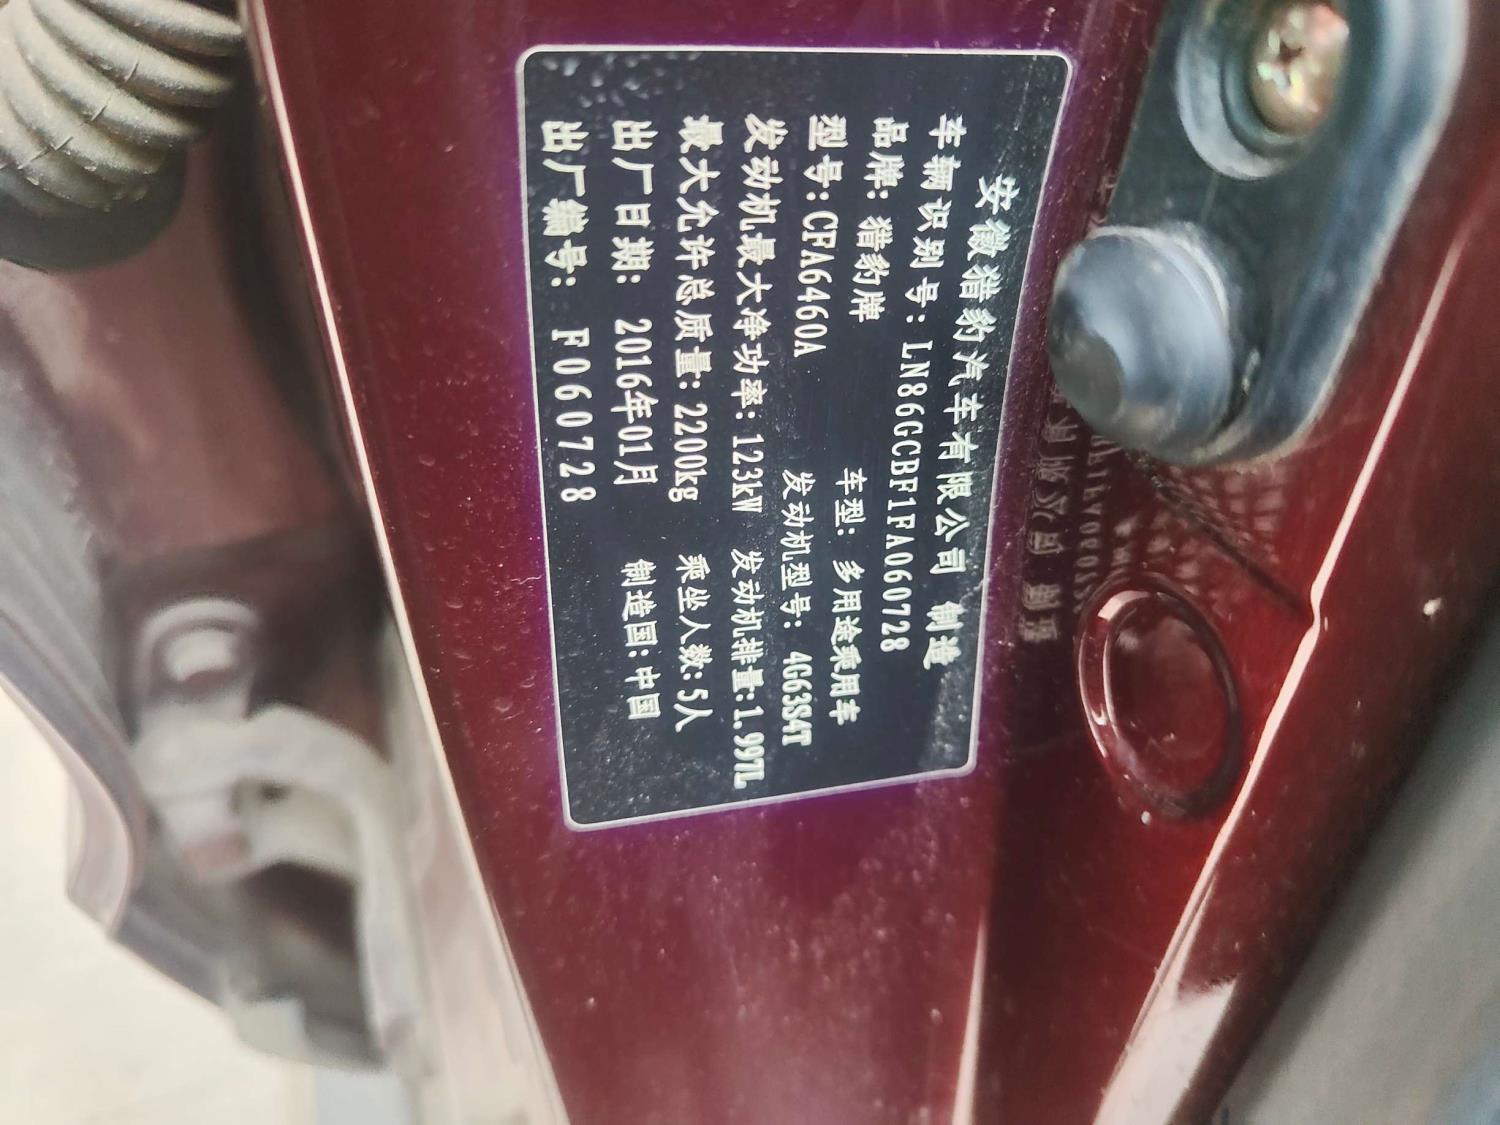 安徽猎豹汽车有限公司 制造
车辆识别号: LN86GCBF1FA060728
品牌: 猎豹牌 车型: 多用途乘用车
型号: CFA6460A 发动机型号: 4G63S4T
发动机最大净功率: 123kW 发动机排量: 1.997L
最大允许总质量: 2200kg 乘坐人数: 5人
出厂日期: 2016年01月 制造国: 中国
出厂编号: F060728